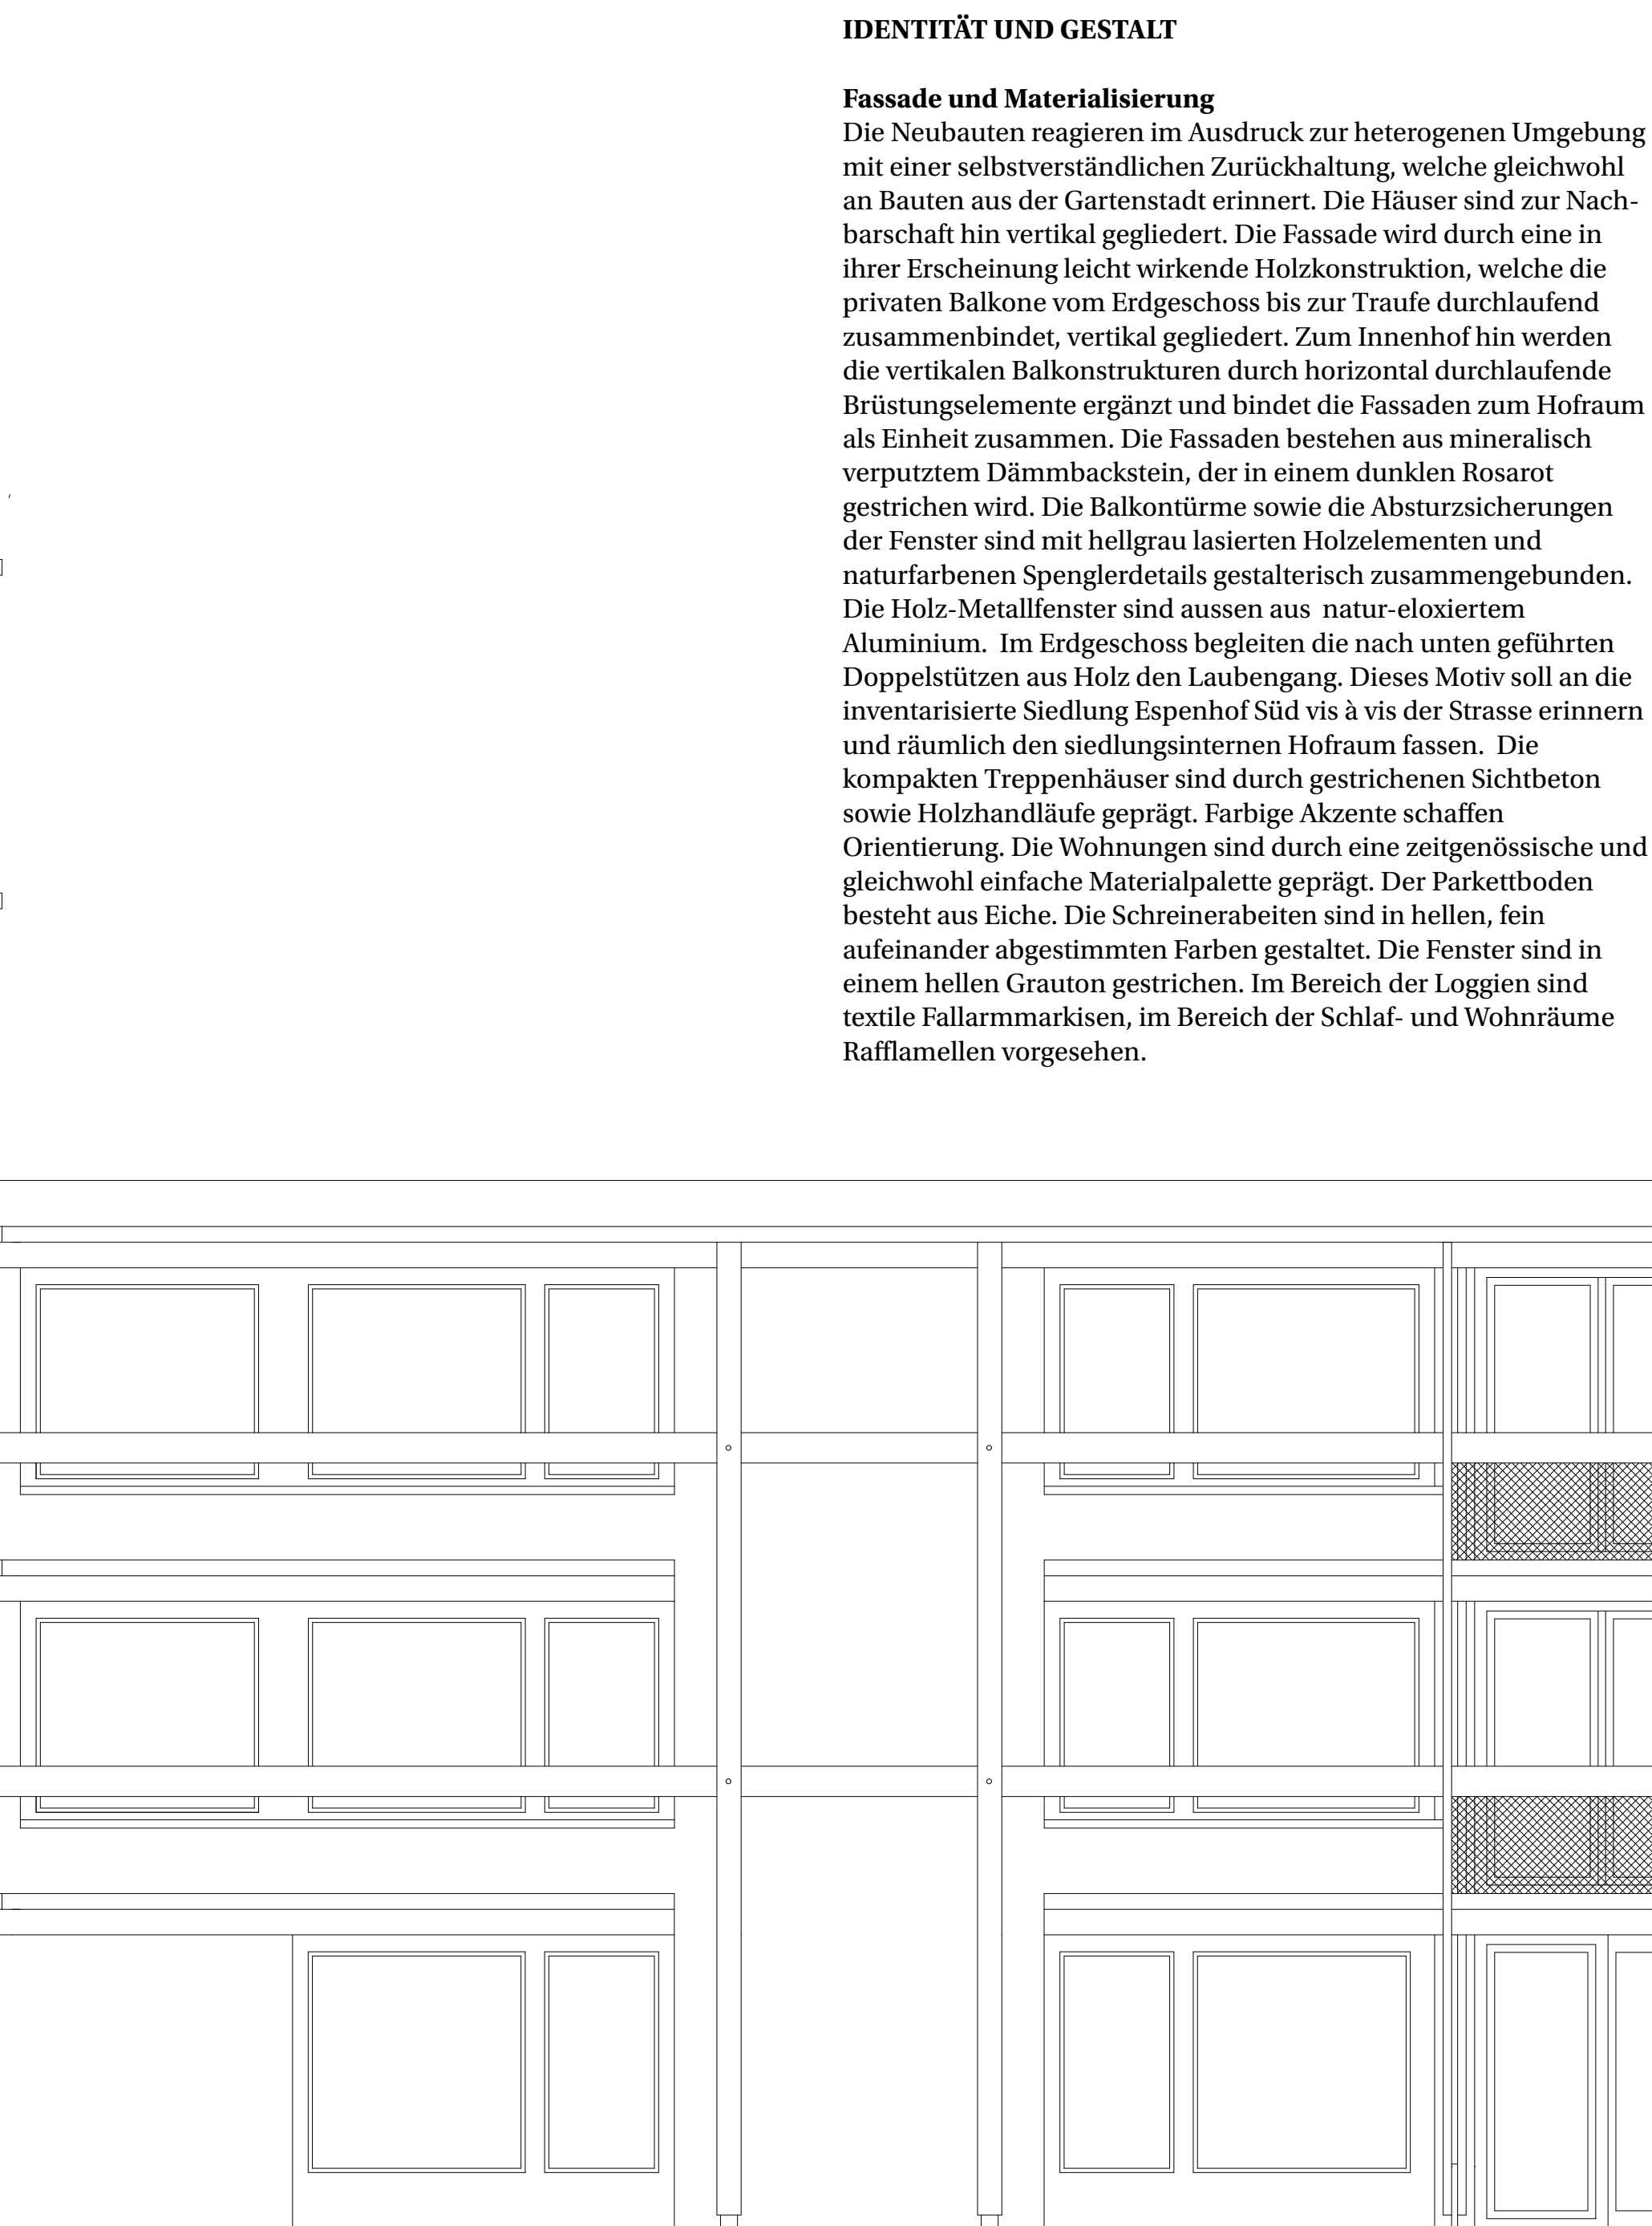 IDENTITÄT UND GESTALT
Fassade und Materialisierung
Die Neubauten reagieren im Ausdruck zur heterogenen Umgebung
mit einer selbstverständlichen Zurückhaltung, welche gleichwohl
an Bauten aus der Gartenstadt erinnert. Die Häuser sind zur Nach-
barschaft hin vertikal gegliedert. Die Fassade wird durch eine in
ihrer Erscheinung leicht wirkende Holzkonstruktion, welche die
privaten Balkone vom Erdgeschoss bis zur Traufe durchlaufend
zusammenbindet, vertikal gegliedert. Zum Innenhof hin werden
die vertikalen Balkonstrukturen durch horizontal durchlaufende
Brüstungselemente ergänzt und bindet die Fassaden zum Hofraum
als Einheit zusammen. Die Fassaden bestehen aus mineralisch
verputztem Dämmbackstein, der in einem dunklen Rosarot
gestrichen wird. Die Balkontürme sowie die Absturzsicherungen
der Fenster sind mit hellgrau lasierten Holzelementen und
naturfarbenen Spenglerdetails gestalterisch zusammengebunden.
Die Holz-Metallfenster sind aussen aus  natur-eloxiertem
Aluminium.  Im Erdgeschoss begleiten die nach unten geführten
Doppelstützen aus Holz den Laubengang. Dieses Motiv soll an die
inventarisierte Siedlung Espenhof Süd vis à vis der Strasse erinnern
und räumlich den siedlungsinternen Hofraum fassen.  Die
kompakten Treppenhäuser sind durch gestrichenen Sichtbeton
sowie Holzhandläufe geprägt. Farbige Akzente schaffen
Orientierung. Die Wohnungen sind durch eine zeitgenössische und
gleichwohl einfache Materialpalette geprägt. Der Parkettboden
besteht aus Eiche. Die Schreinerabeiten sind in hellen, fein
aufeinander abgestimmten Farben gestaltet. Die Fenster sind in
einem hellen Grauton gestrichen. Im Bereich der Loggien sind
textile Fallarmmarkisen, im Bereich der Schlaf- und Wohnräume
Rafflamellen vorgesehen.